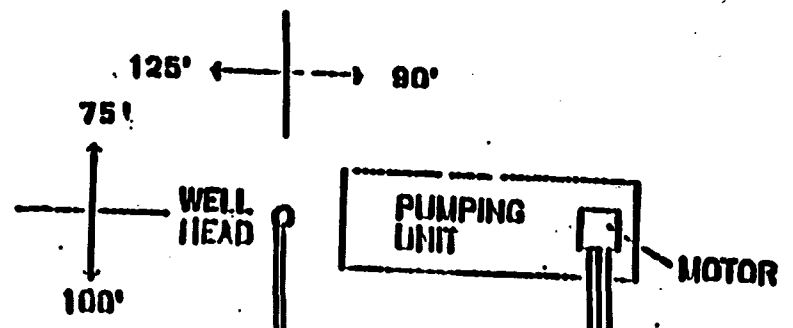 125'
90'
75'
WELL
HEAD
PUMPING
UNIT
MOTOR
100'